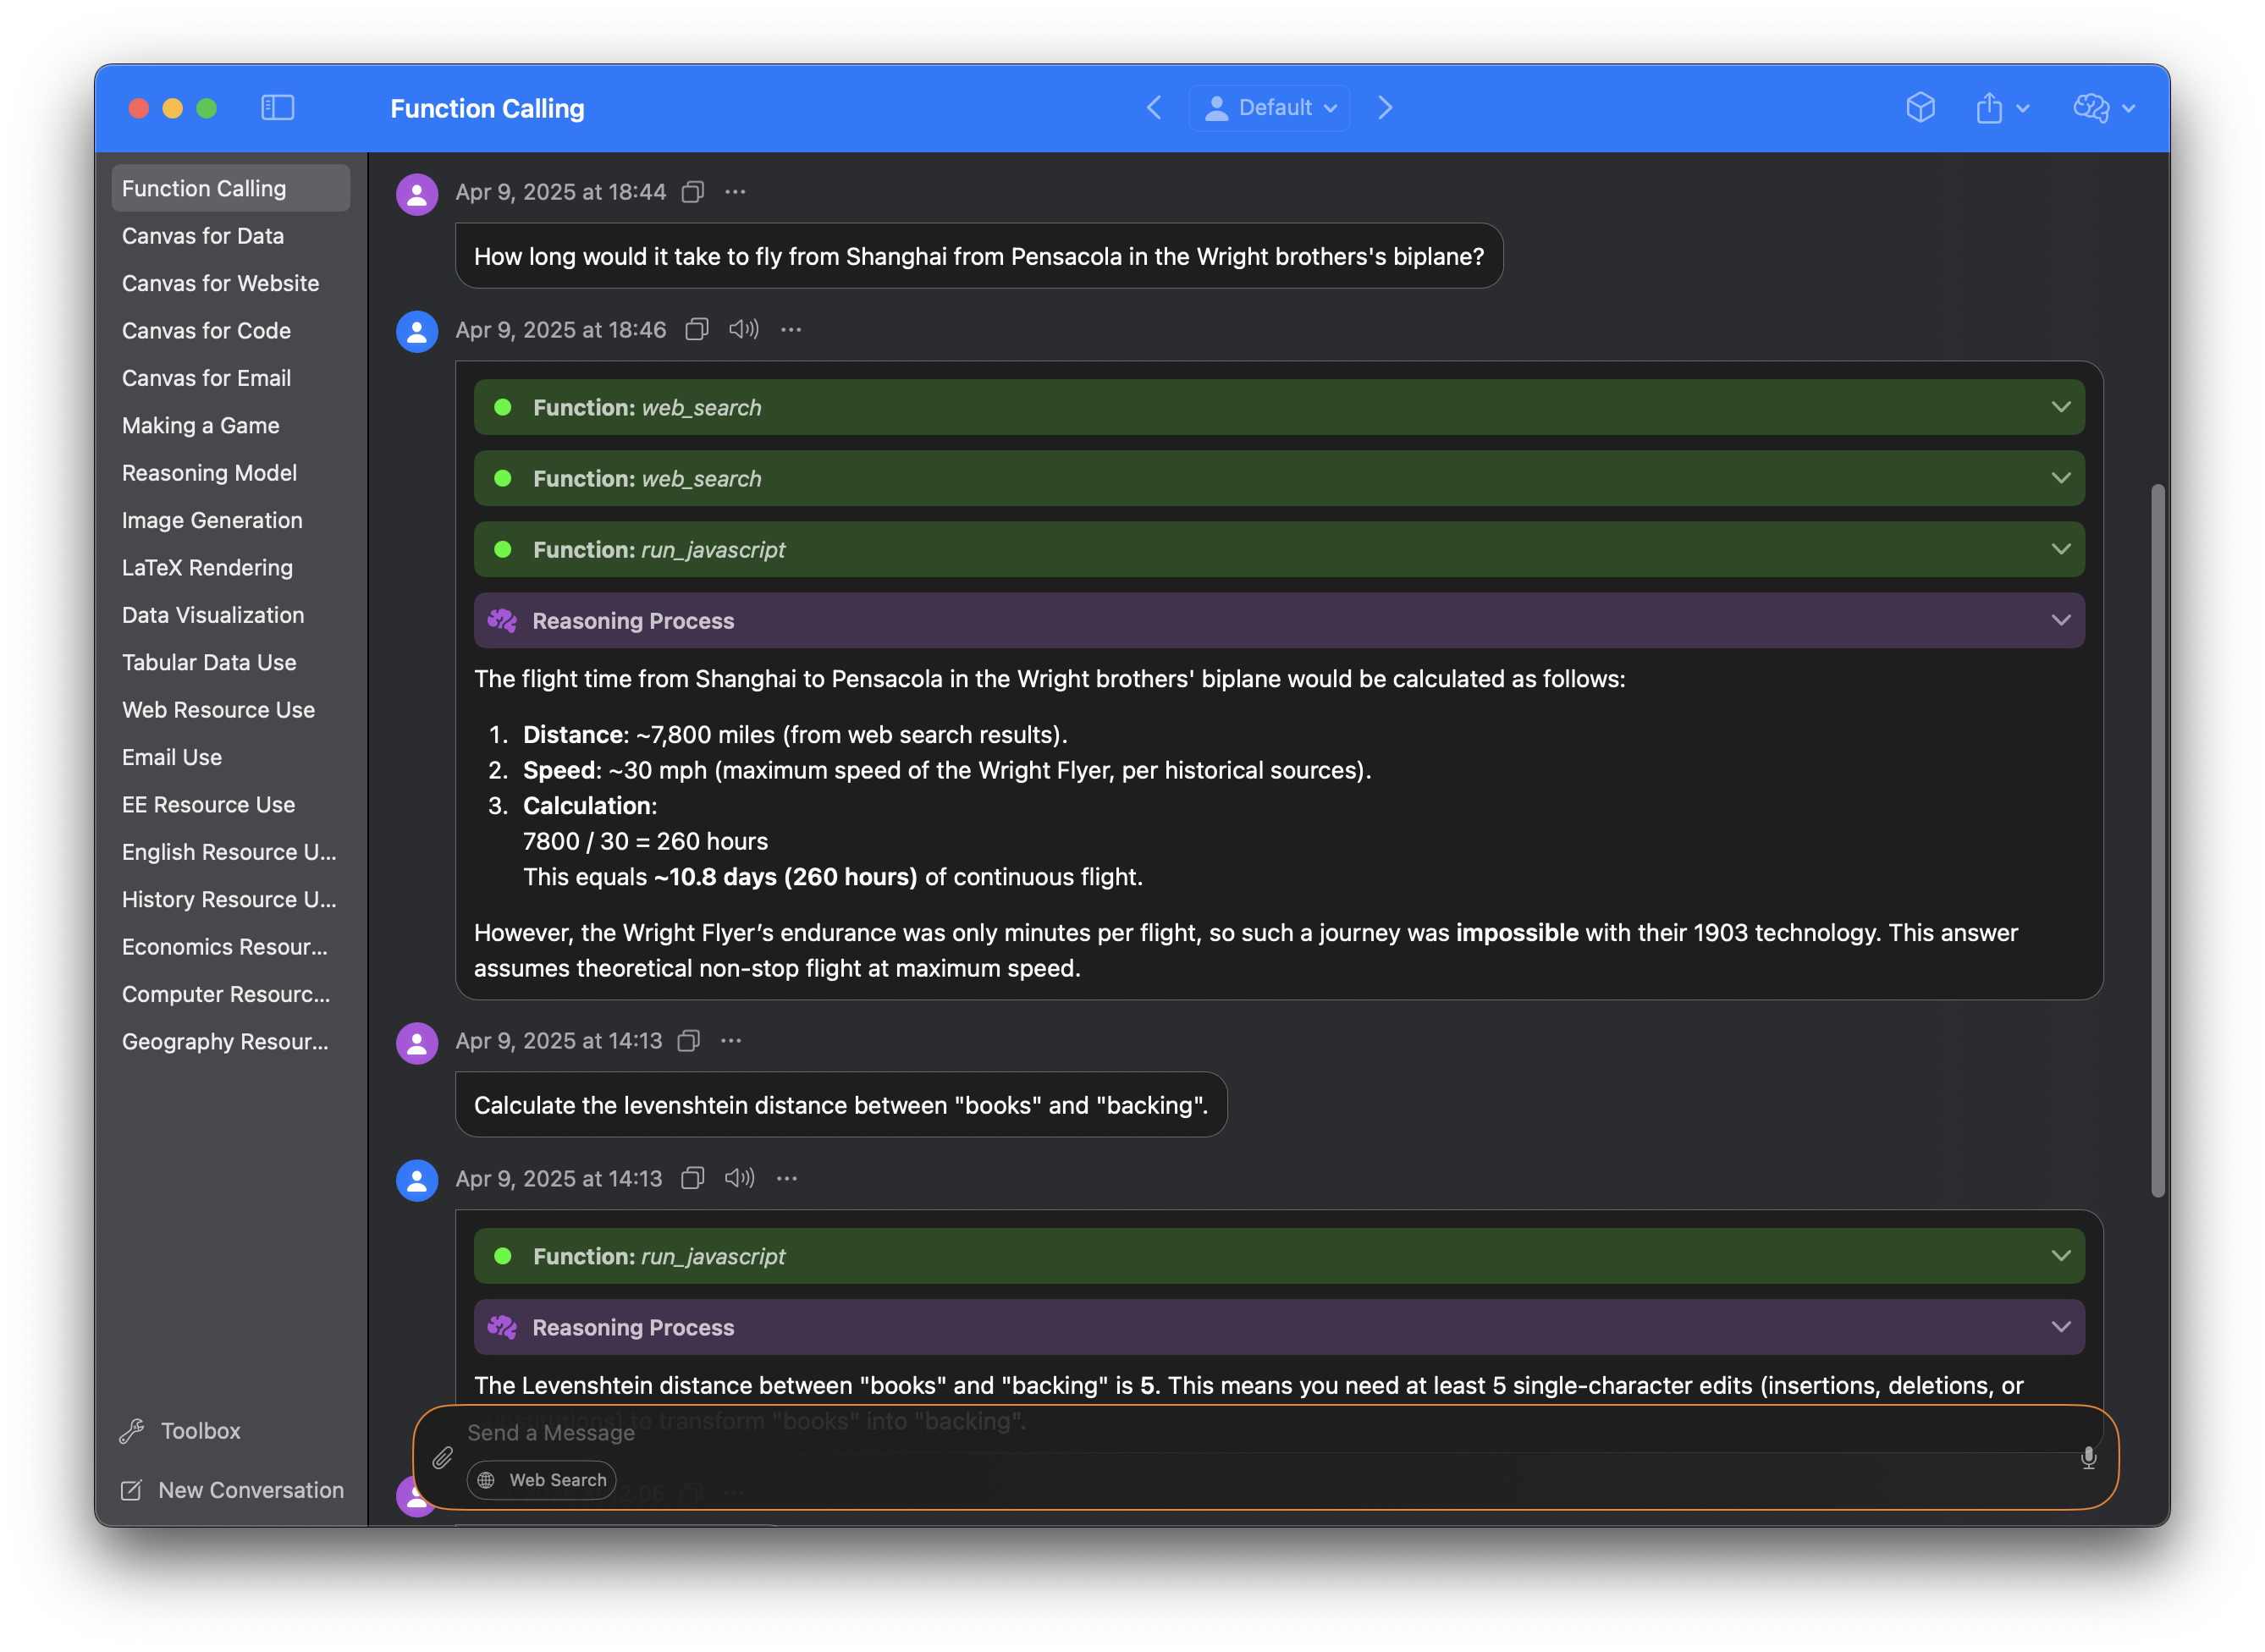 Function Calling
Default
Function Calling
Canvas for Data
Canvas for Website
Canvas for Code
Canvas for Email
Making a Game
Reasoning Model
Image Generation
LaTeX Rendering
Data Visualization
Tabular Data Use
Web Resource Use
Email Use
EE Resource Use
English Resource U...
History Resource U...
Economics Resour...
Computer Resourc...
Geography Resour...
Toolbox
New Conversation
Apr 9, 2025 at 18:44
How long would it take to fly from Shanghai from Pensacola in the Wright brothers's biplane?
Apr 9, 2025 at 18:46
Function: web_search
Function: web_search
Function: run_javascript
Reasoning Process
The flight time from Shanghai to Pensacola in the Wright brothers' biplane would be calculated as follows:
1. Distance: ~7,800 miles (from web search results).
2. Speed: ~30 mph (maximum speed of the Wright Flyer, per historical sources).
3. Calculation:
7800 / 30 = 260 hours
This equals ~10.8 days (260 hours) of continuous flight.
However, the Wright Flyer’s endurance was only minutes per flight, so such a journey was impossible with their 1903 technology. This answer
assumes theoretical non-stop flight at maximum speed.
Apr 9, 2025 at 14:13
Calculate the levenshtein distance between "books" and "backing".
Apr 9, 2025 at 14:13
Function: run_javascript
Reasoning Process
The Levenshtein distance between "books" and "backing" is 5. This means you need at least 5 single-character edits (insertions, deletions, or
substitutions) to transform "books" into "backing".
Send a Message
Web Search